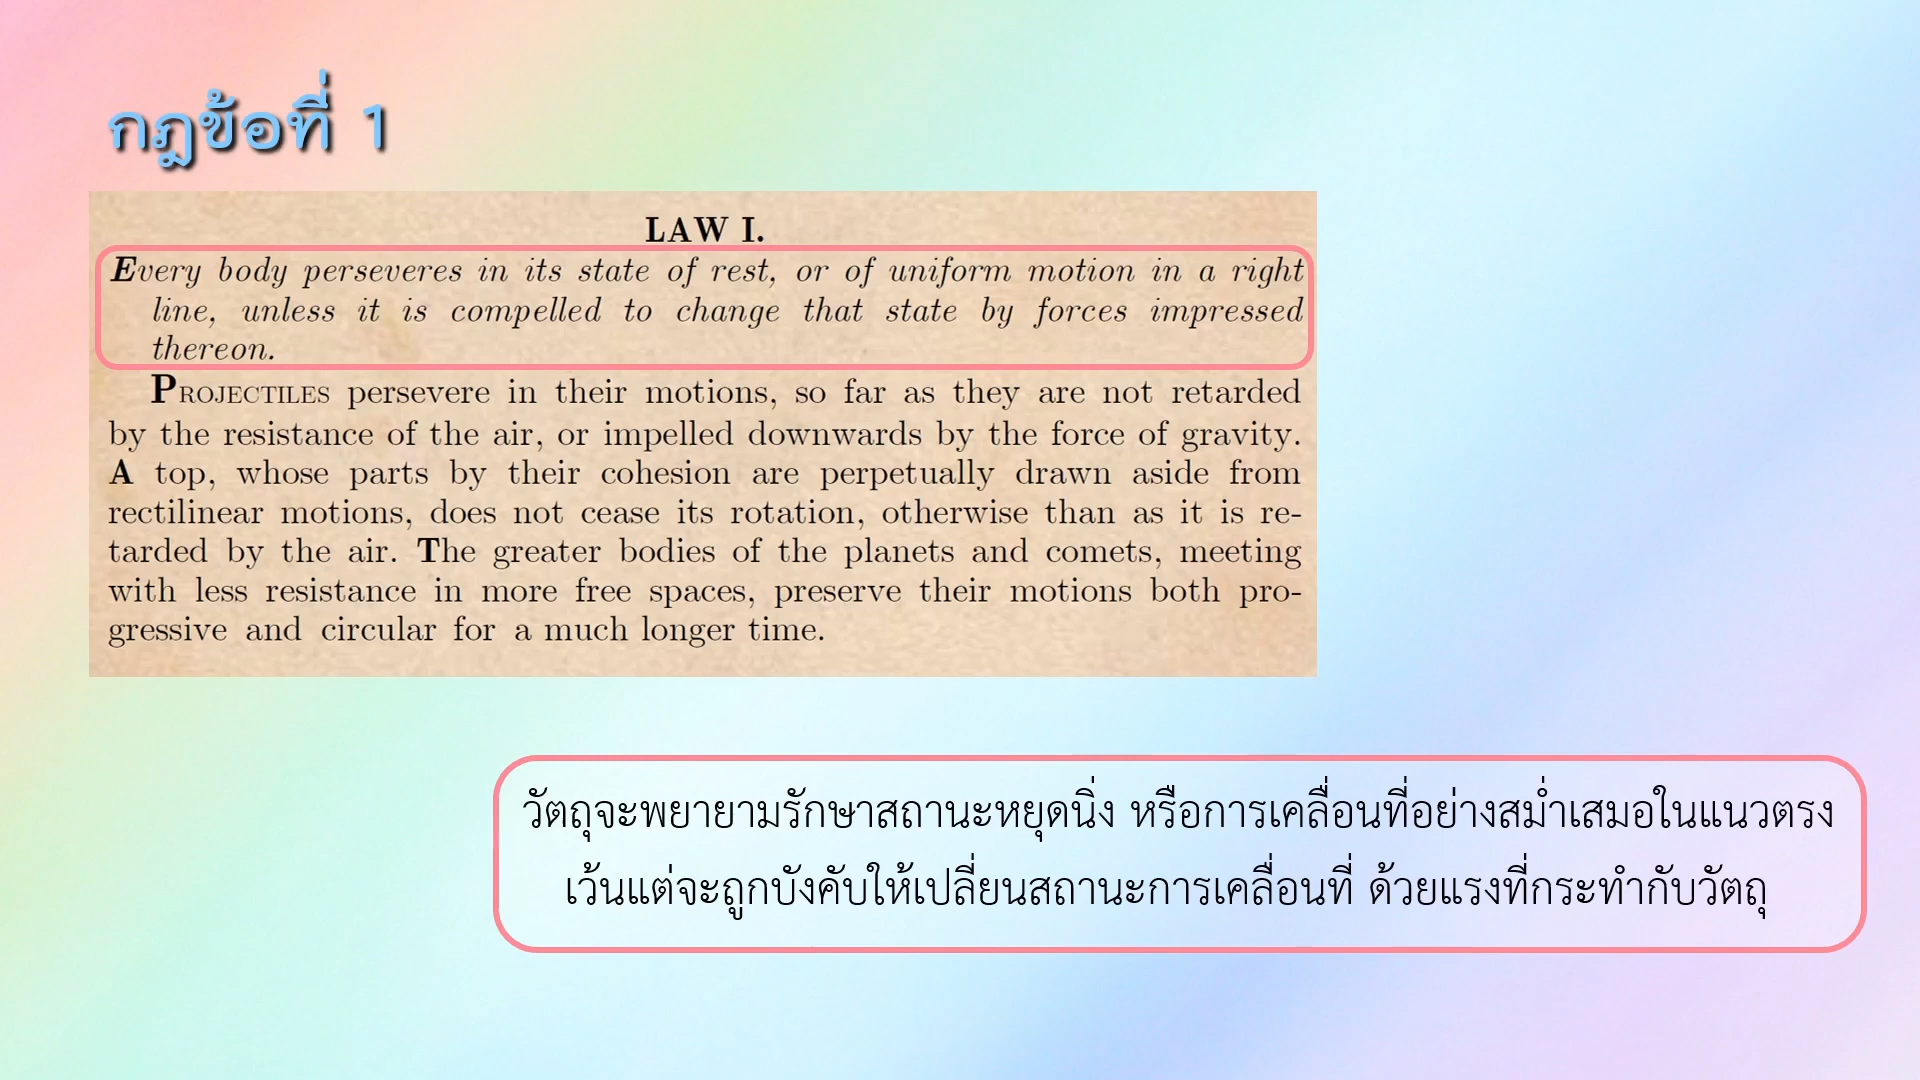 กฎข้อที่ 1
LAW I.
Every body perseveres in its state of rest, or of uniform motion in a right
line, unless it is compelled to change that state by forces impressed
thereon.
PROJECTILES persevere in their motions, so far as they are not retarded
by the resistance of the air, or impelled downwards by the force of gravity.
A top, whose parts by their cohesion are perpetually drawn aside from
rectilinear motions, does not cease its rotation, otherwise than as it is re-
tarded by the air. The greater bodies of the planets and comets, meeting
with less resistance in more free spaces, preserve their motions both pro-
gressive and circular for a much longer time.
วัตถุจะพยายามรักษาสถานะหยุดนิ่ง หรือการเคลื่อนที่อย่างสม่ำเสมอในแนวตรง
เว้นแต่จะถูกบังคับให้เปลี่ยนสถานะการเคลื่อนที่ ด้วยแรงที่กระทำกับวัตถุ